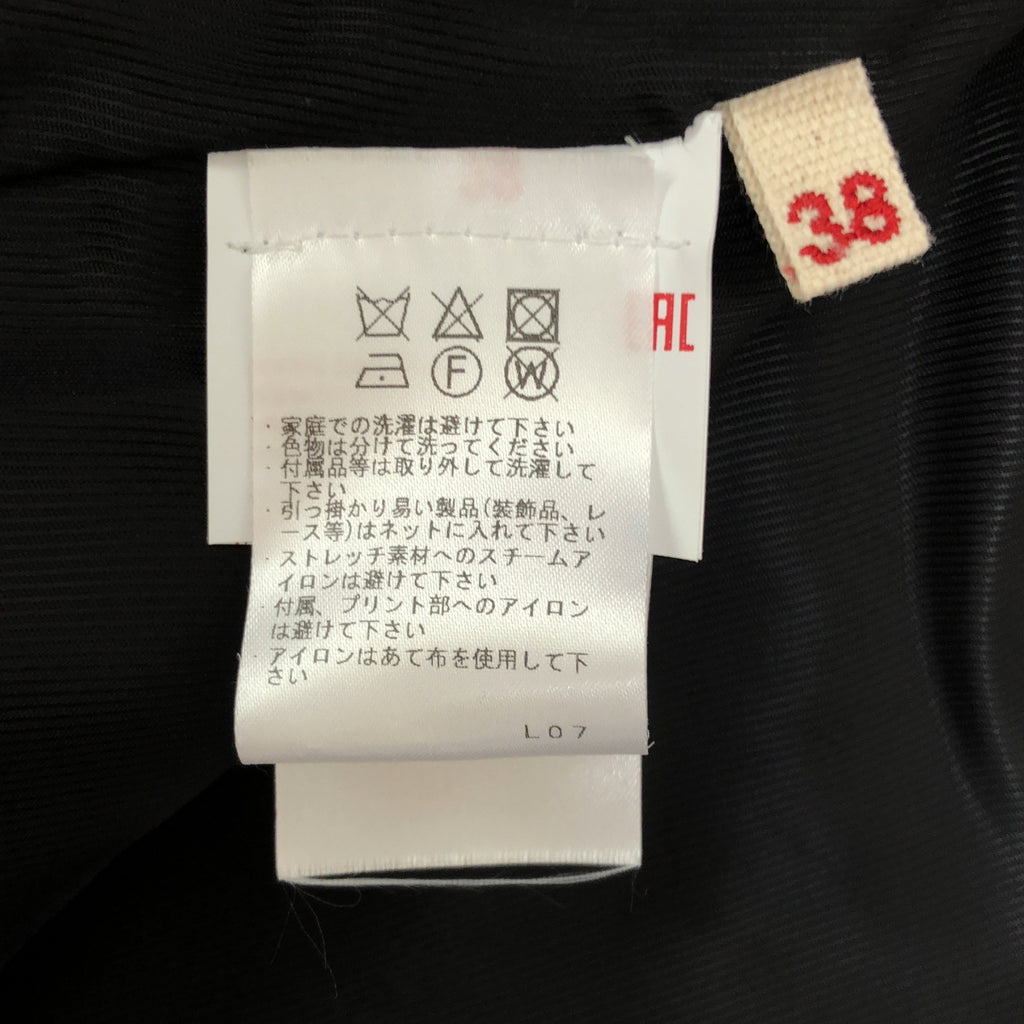 38
AC
F W
・家庭での洗濯は避けて下さい
・色物は分けて洗ってください
・付属品等は取り外して洗濯して
下さい
・引っ掛かり易い製品(装飾品、レ
ース等)はネットに入れて下さい
・ストレッチ素材へのスチームア
イロンは避けて下さい
・付属、プリント部へのアイロン
は避けて下さい
・アイロンはあて布を使用して下
さい
L07